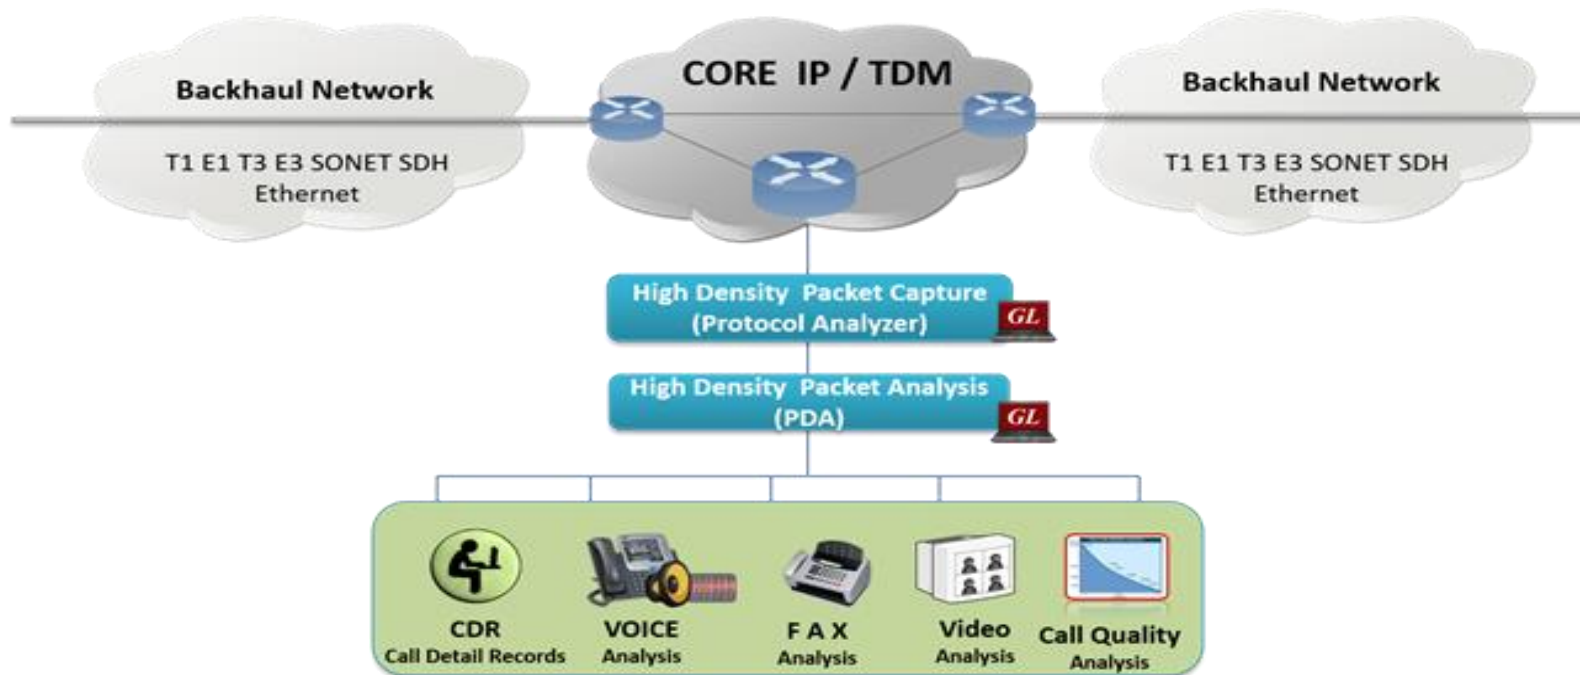 CORE IP / TDM
Backhaul Network
T1 E1 T3 E3 SONET SDH
Ethernet
Backhaul Network
T1 E1 T3 E3 SONET SDH
Ethernet
High Density Packet Capture
(Protocol Analyzer)
GL
High Density Packet Analysis
(PDA)
GL
CDR
Call Detail Records
VOICE
Analysis
F A X
Analysis
Video
Analysis
Call Quality
Analysis